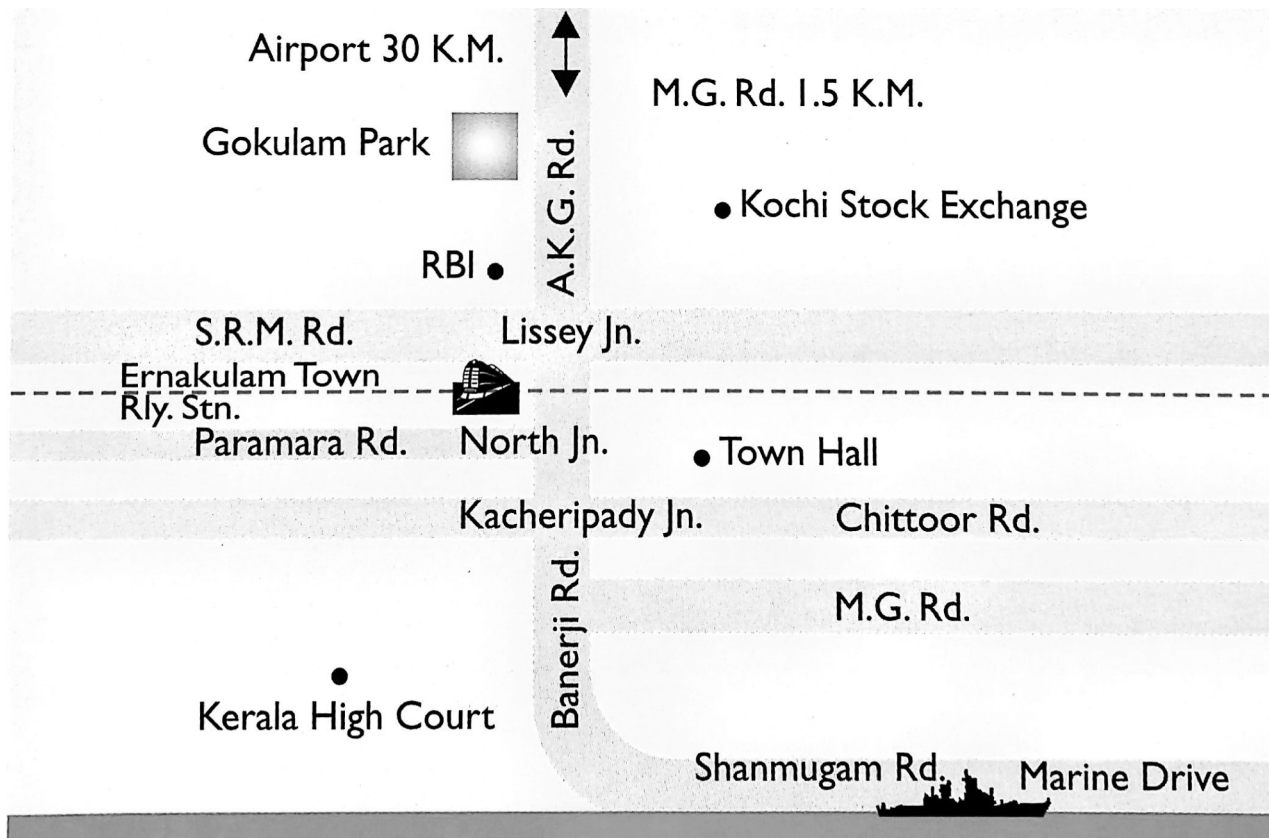 Airport 30 K.M.
M.G. Rd. 1.5 K.M.
Gokulam Park
A.K.G. Rd.
Kochi Stock Exchange
RBI
S.R.M. Rd.
Lissey Jn.
Ernakulam Town
Rly. Stn.
Paramara Rd.
North Jn.
Town Hall
Kacheripady Jn.
Chittoor Rd.
Banerji Rd.
M.G. Rd.
Kerala High Court
Shanmugam Rd.
Marine Drive